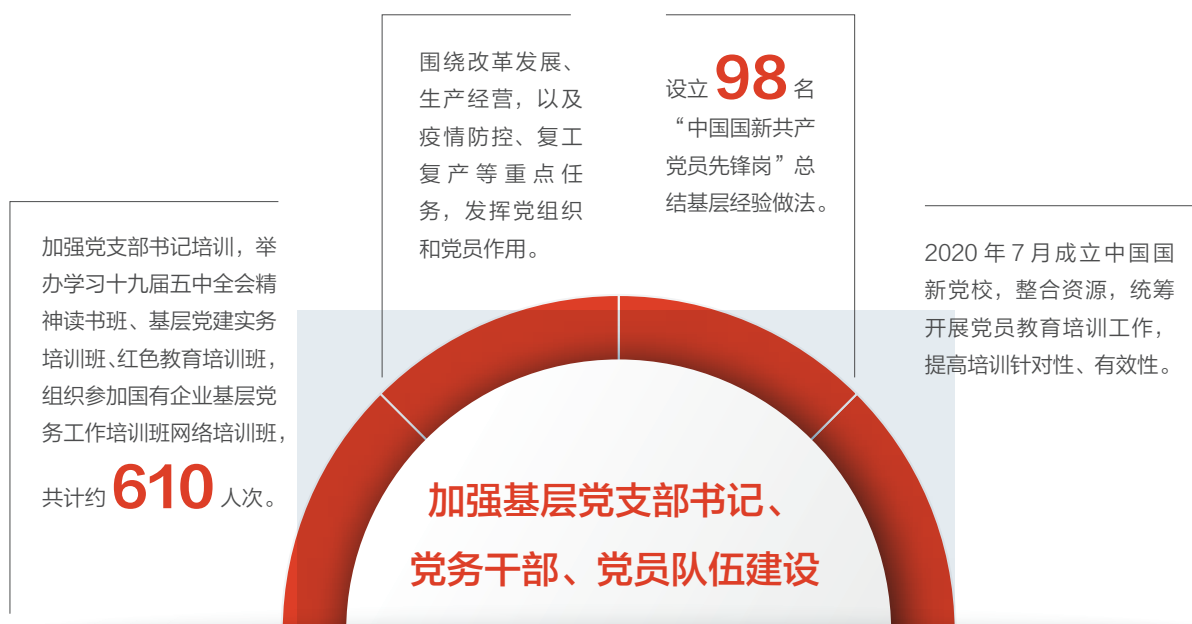 加强党支部书记培训，举
办学习十九届五中全会精
神读书班、基层党建实务
培训班、红色教育培训班，
组织参加国有企业基层党
务工作培训班网络培训班，
共计约 610 人次。
围绕改革发展、
生产经营，以及
疫情防控、复工
复产等重点任
务，发挥党组织
和党员作用。
设立 98 名
“中国国新共产
党员先锋岗”总
结基层经验做法。
2020 年 7 月成立中国国
新党校，整合资源，统筹
开展党员教育培训工作，
提高培训针对性、有效性。
加强基层党支部书记、
党务干部、党员队伍建设